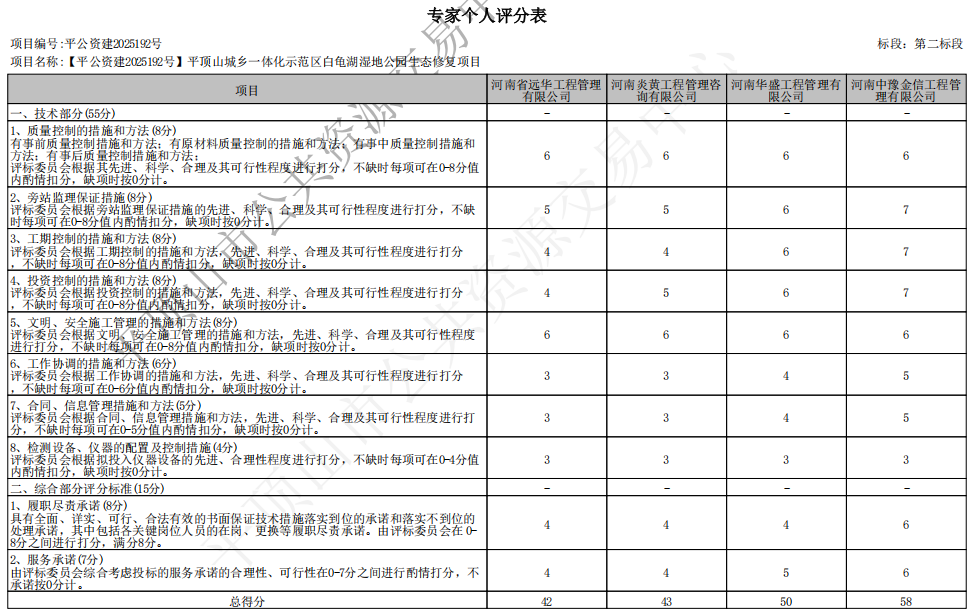 专家个人评分表
项目编号:平公资建2025192号
标段：第二标段
项目名称:【平公资建2025192号】平顶山城乡一体化示范区白龟湖湿地公园生态修复项目
项目
河南省远华工程管理
有限公司
河南炎黄工程管理咨
询有限公司
河南华盛工程管理有
限公司
河南中豫金信工程管
理有限公司
一、技术部分(55分)
- - - -
1、质量控制的措施和方法(8分)
有事前质量控制措施和方法；有原材料质量控制的措施和方法；有事中质量控制措施和
方法；有事后质量控制措施和方法；
评标委员会根据其先进、科学、合理及其可行性程度进行打分，不缺时每项可在0-8分值
内酌情扣分，缺项时按0分计。
6 6 6 6
2、旁站监理保证措施(8分)
评标委员会根据旁站监理保证措施的先进、科学、合理及其可行性程度进行打分，不缺
时每项可在0-8分值内酌情扣分，缺项时按0分计。
5 5 6 7
3、工期控制的措施和方法(8分)
评标委员会根据工期控制的措施和方法，先进、科学、合理及其可行性程度进行打分
，不缺时每项可在0-8分值内酌情扣分，缺项时按0分计。
4 4 6 7
4、投资控制的措施和方法(8分)
评标委员会根据投资控制的措施和方法，先进、科学、合理及其可行性程度进行打分
，不缺时每项可在0-8分值内酌情扣分，缺项时按0分计。
4 5 6 7
5、文明、安全施工管理的措施和方法(8分)
评标委员会根据文明、安全施工管理的措施和方法，先进、科学、合理及其可行性程度
进行打分，不缺时每项可在0-8分值内酌情扣分，缺项时按0分计。
6 6 6 6
6、工作协调的措施和方法(6分)
评标委员会根据工作协调的措施和方法，先进、科学、合理及其可行性程度进行打分
，不缺时每项可在0-6分值内酌情扣分，缺项时按0分计。
3 3 4 5
7、合同、信息管理措施和方法(5分)
评标委员会根据合同、信息管理措施和方法，先进、科学、合理及其可行性程度进行打
分，不缺时每项可在0-5分值内酌情扣分，缺项时按0分计。
3 3 4 5
8、检测设备、仪器的配置及控制措施(4分)
评标委员会根据拟投入仪器设备的先进、合理性程度进行打分，不缺时每项可在0-4分值
内酌情扣分，缺项时按0分计。
3 3 3 3
二、综合部分评分标准(15分)
- - - -
1、履职尽责承诺(8分)
具有全面、详实、可行、合法有效的书面保证技术措施落实到位的承诺和落实不到位的
处理承诺，其中包括各关键岗位人员的在岗、更换等履职尽责承诺。由评标委员会在0-
8分之间进行打分，满分8分。
4 4 4 6
2、服务承诺(7分)
由评标委员会综合考虑投标的服务承诺的合理性、可行性在0-7分之间进行酌情打分，不
承诺按0分计。
4 4 5 6
总得分
42 43 50 58
平顶山市公共资源交易中
平顶山市公共资源交易中心